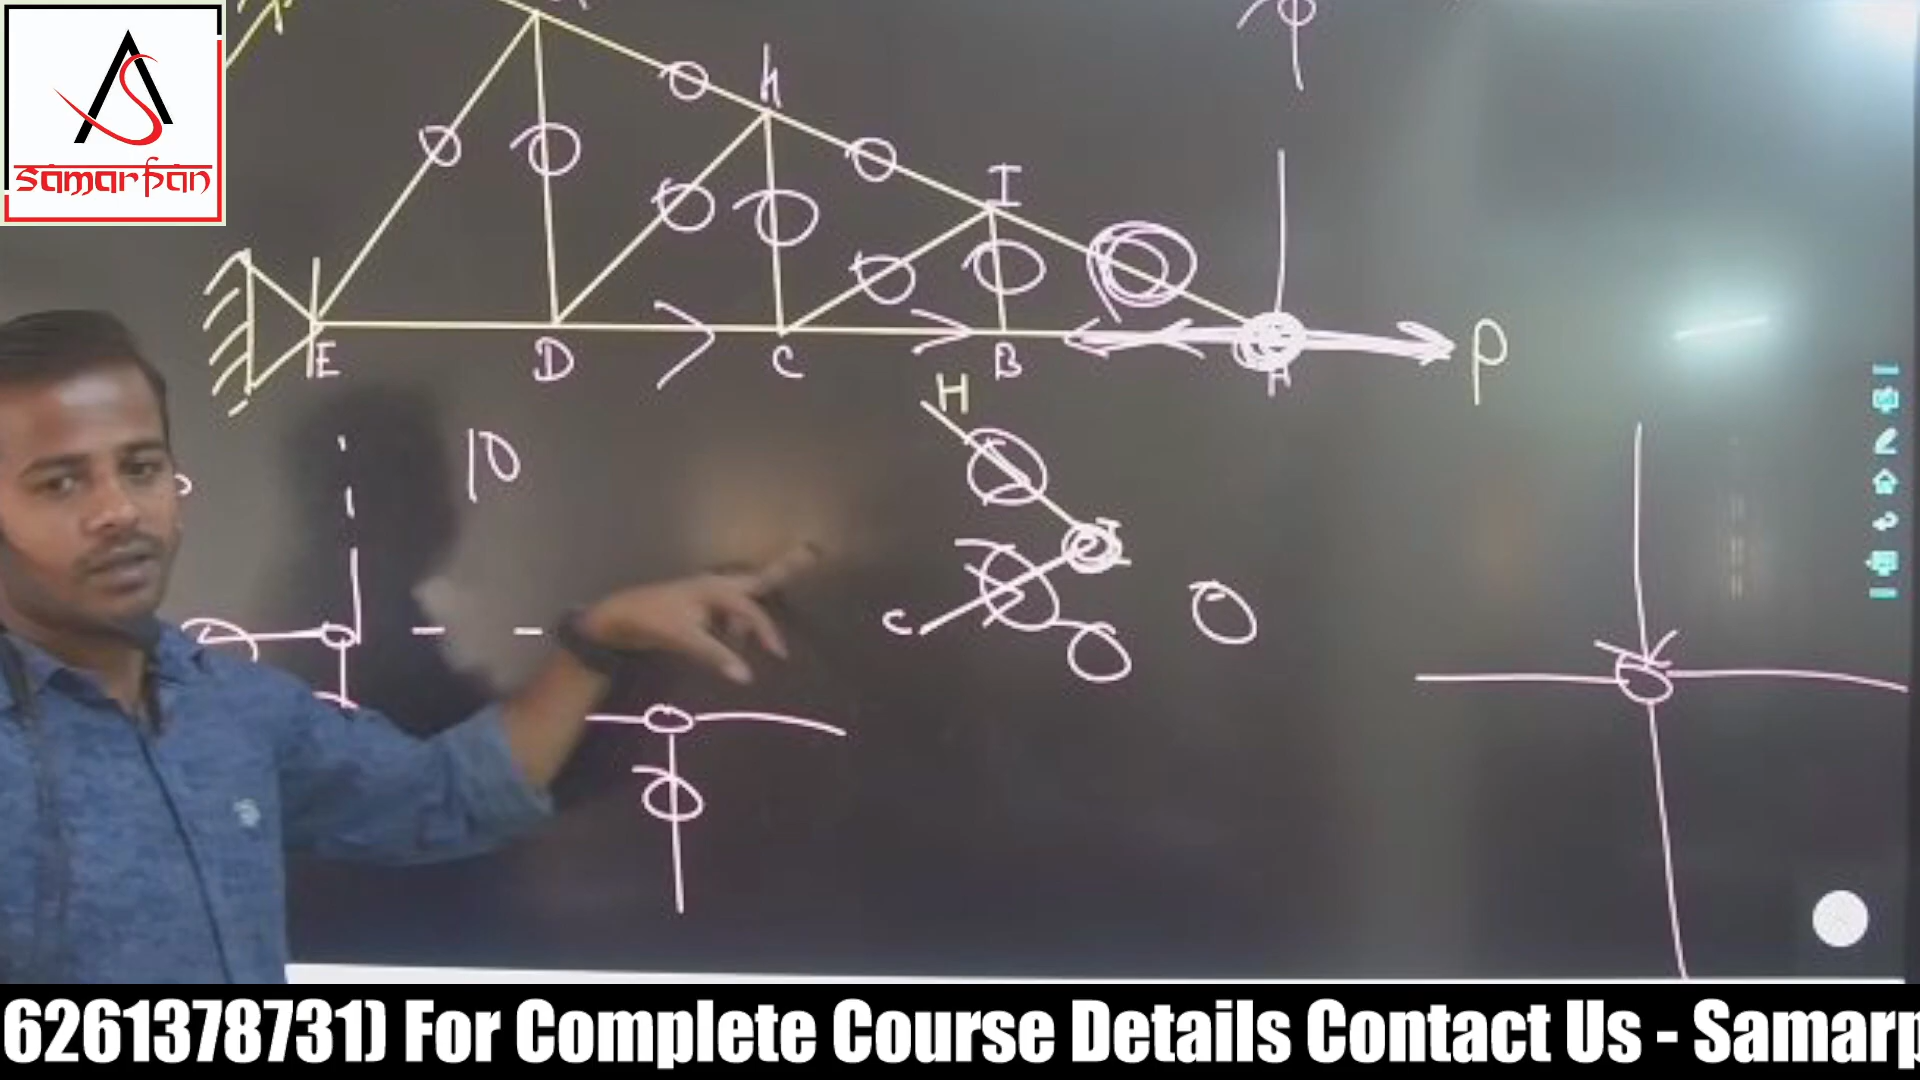 SAMARPAN
h
I
E
D
C
B
A
P
H
10
I
C
6261378731) For Complete Course Details Contact Us - Samarp